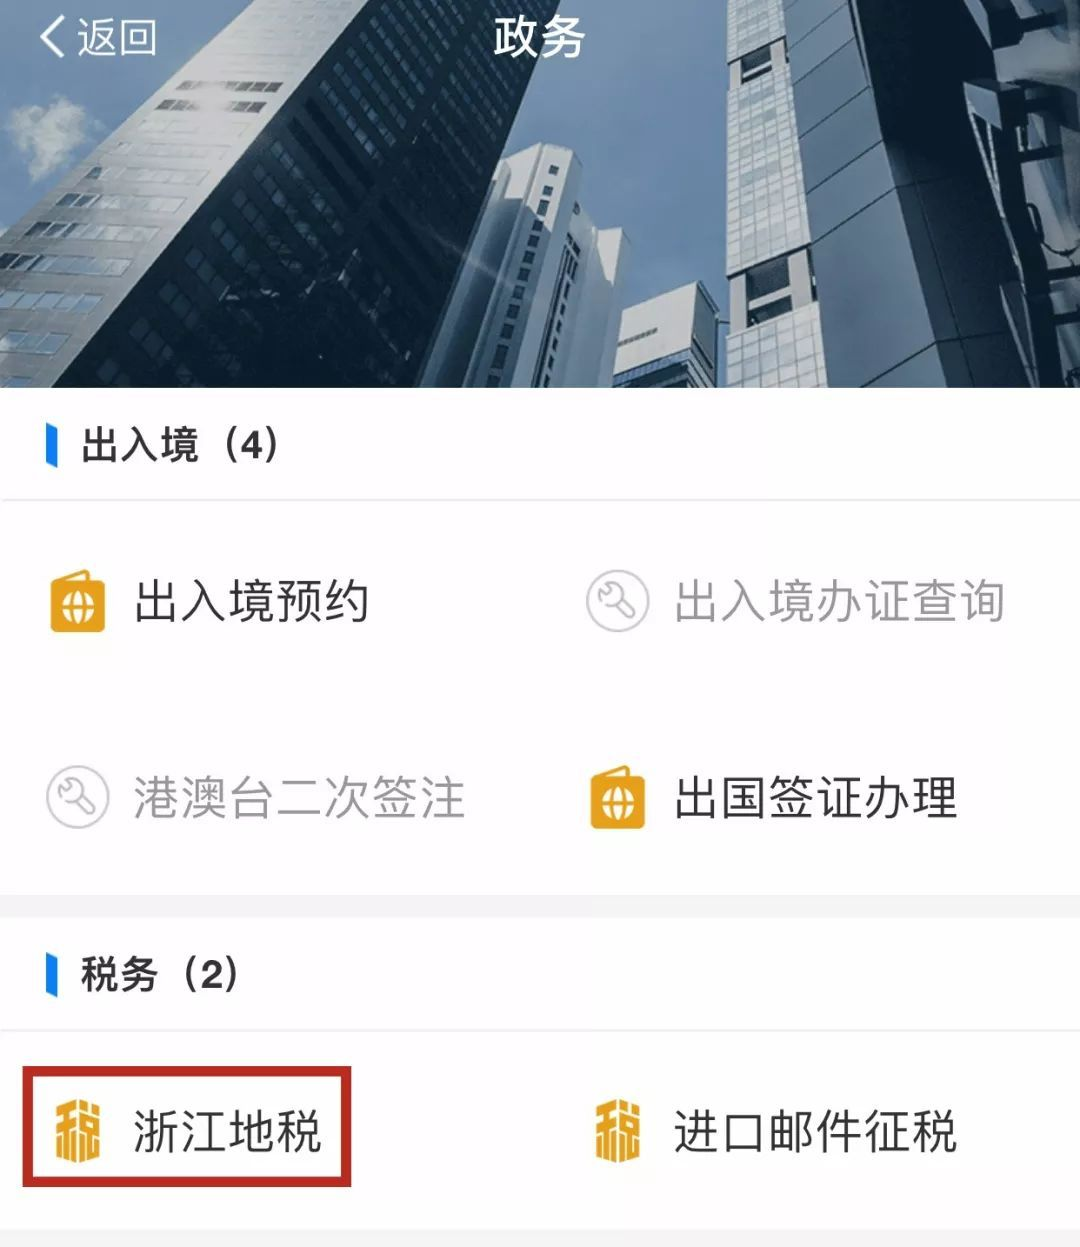 返回
政务
出入境（4）
出入境预约
出入境办证查询
港澳台二次签注
出国签证办理
税务（2）
税 浙江地税
税 进口邮件征税